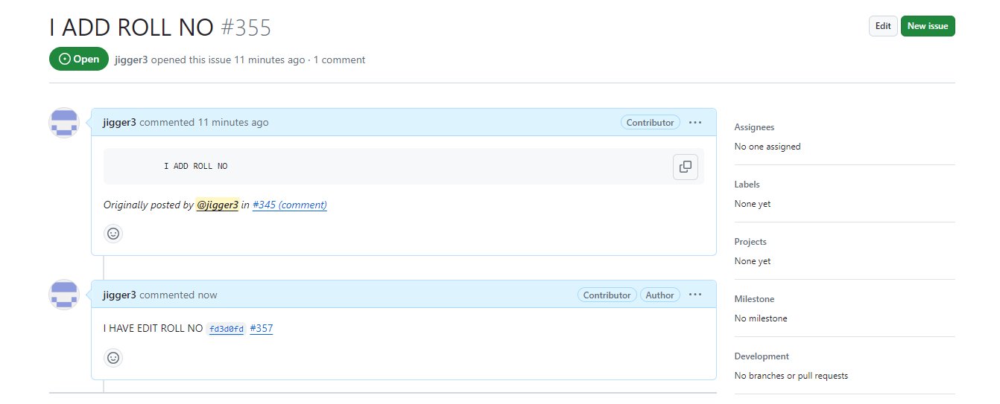 I ADD ROLL NO #355
Edit
New issue
Open
jigger3 opened this issue 11 minutes ago · 1 comment
jigger3 commented 11 minutes ago
Contributor
I ADD ROLL NO
Originally posted by @jigger3 in #345 (comment)
jigger3 commented now
Contributor
Author
I HAVE EDIT ROLL NO fd3d0fd #357
Assignees
No one assigned
Labels
None yet
Projects
None yet
Milestone
No milestone
Development
No branches or pull requests